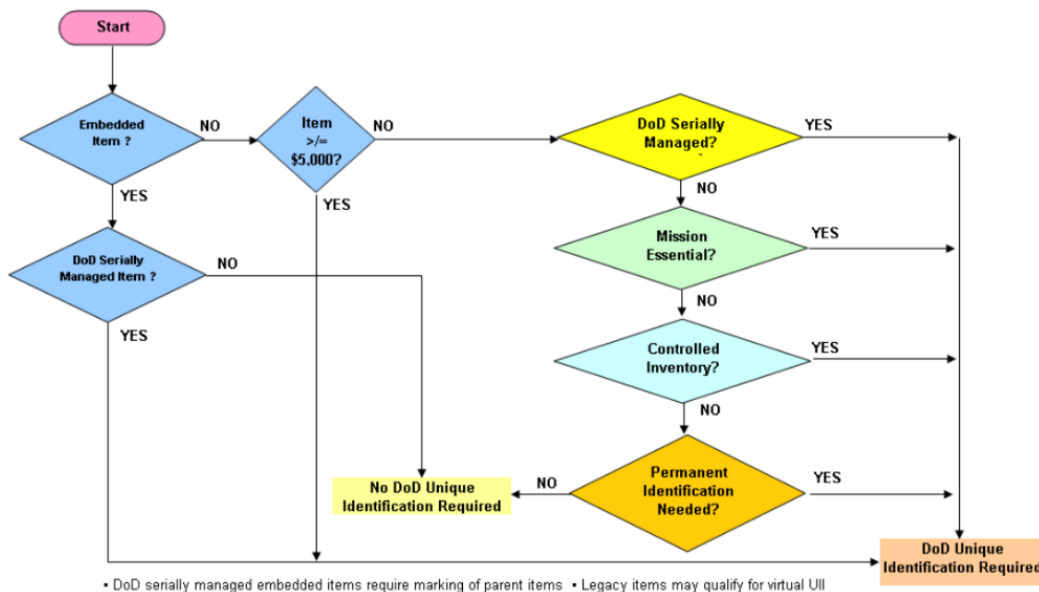 Start
Embedded
Item ?
NO
Item
>/=
$5,000?
NO
DoD Serially
Managed?
YES
YES
NO
YES
DoD Serially
Managed Item ?
NO
Mission
Essential?
YES
YES
NO
Controlled
Inventory?
YES
NO
No DoD Unique
Identification Required
NO
Permanent
Identification
Needed?
YES
DoD Unique
Identification Required
• DoD serially managed embedded items require marking of parent items • Legacy items may qualify for virtual UII